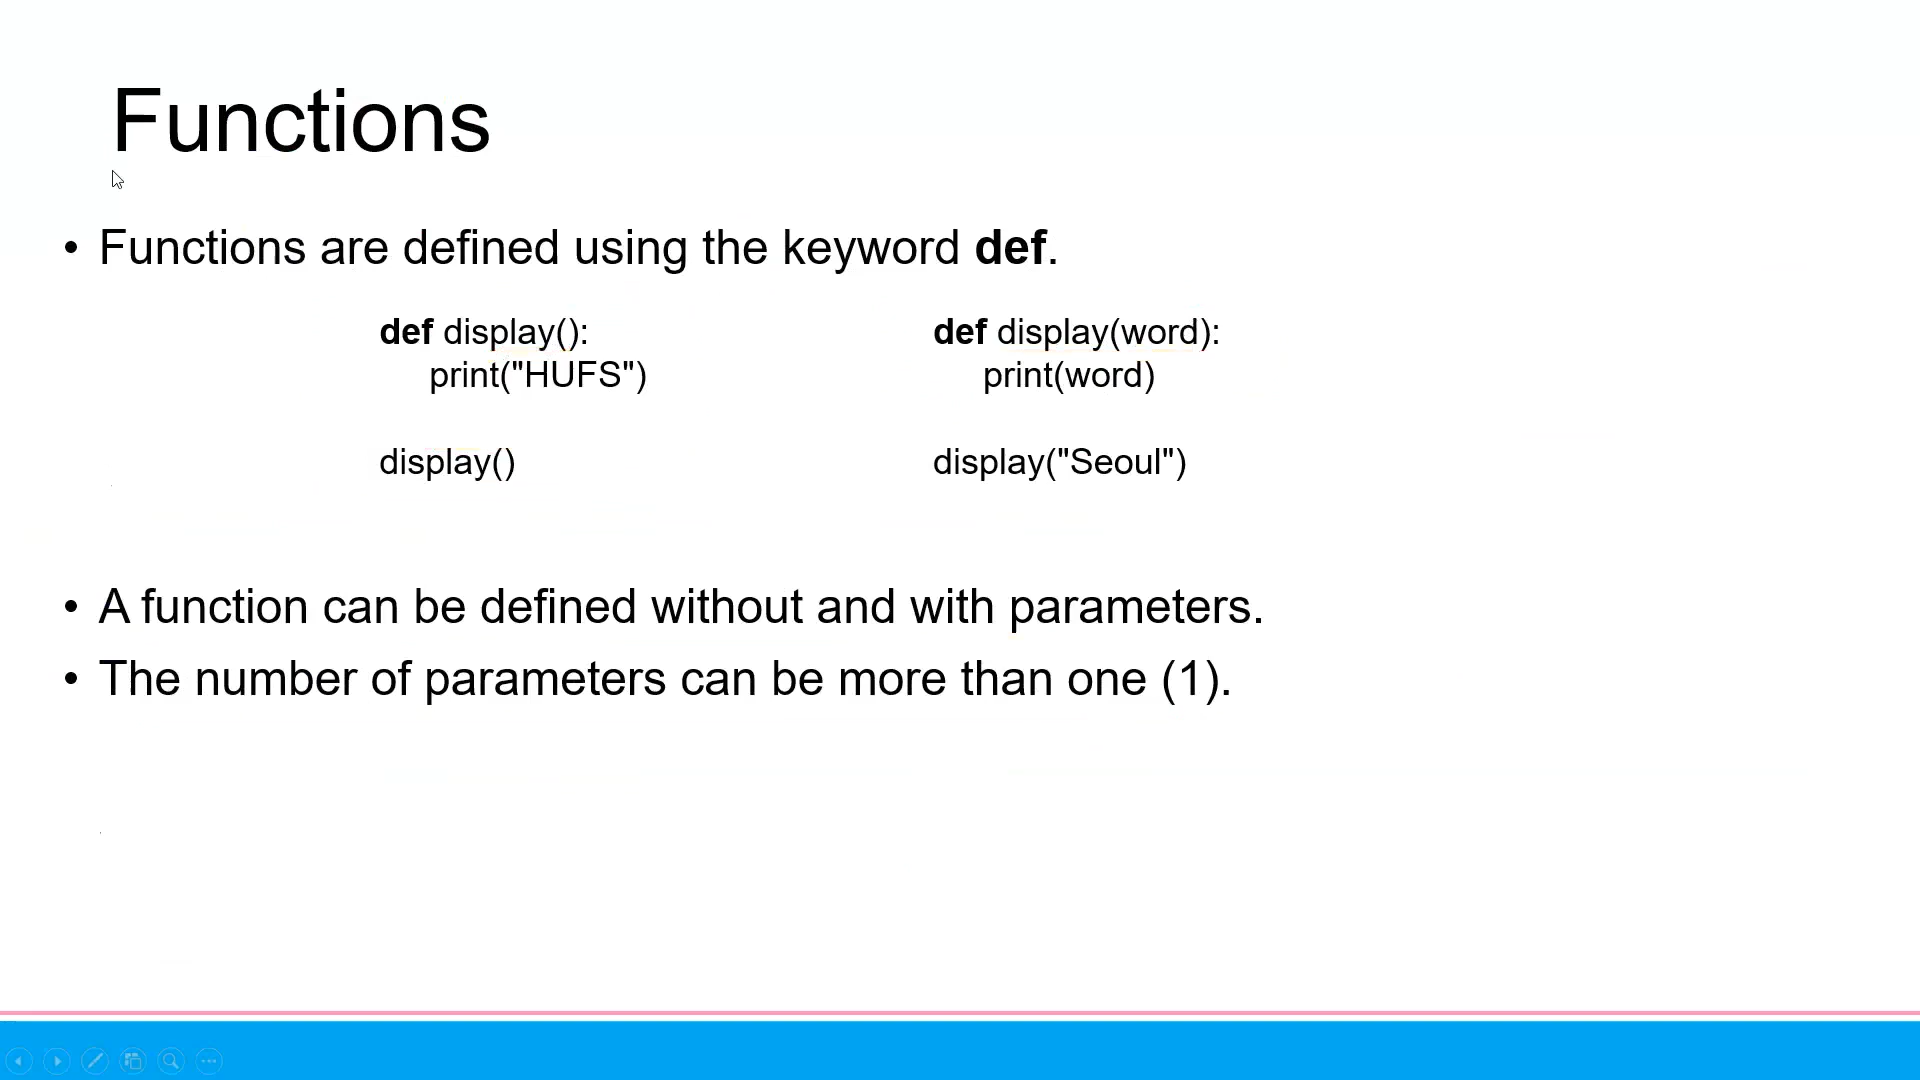 Functions
• Functions are defined using the keyword def.
def display():
print("HUFS")
display()
def display(word):
print(word)
display("Seoul")
• A function can be defined without and with parameters.
• The number of parameters can be more than one (1).